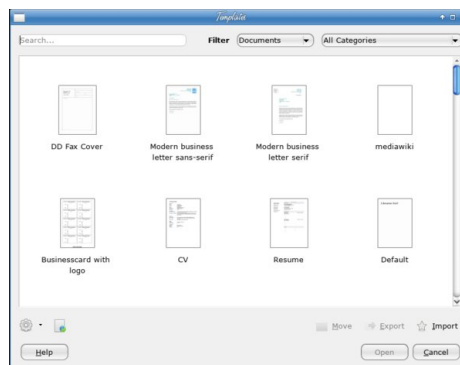 Templates
Search...
Filter
Documents
All Categories
DD Fax Cover
Modern business
letter sans-serif
Modern business
letter serif
mediawiki
Businesscard with
logo
CV
Resume
Default
Move
Export
Import
Help
Open
Cancel